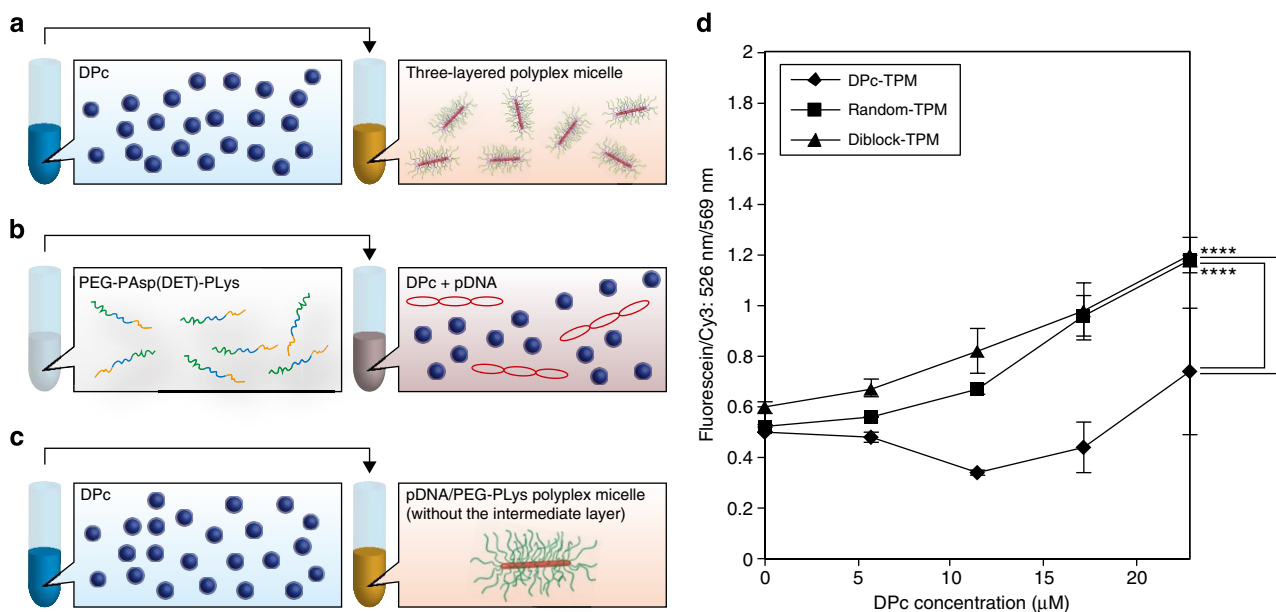 a
DPc
Three-layered polyplex micelle
b
PEG-PAsp(DET)-PLys
DPc + pDNA
c
DPc
pDNA/PEG-PLys polyplex micelle
(without the intermediate layer)
d
2
1.8
1.6
1.4
1.2
1
0.8
0.6
0.4
0.2
0
Fluorescein/Cy3: 526 nm/569 nm
DPc-TPM
Random-TPM
Diblock-TPM
****
****
0 5 10 15 20
DPc concentration (μM)